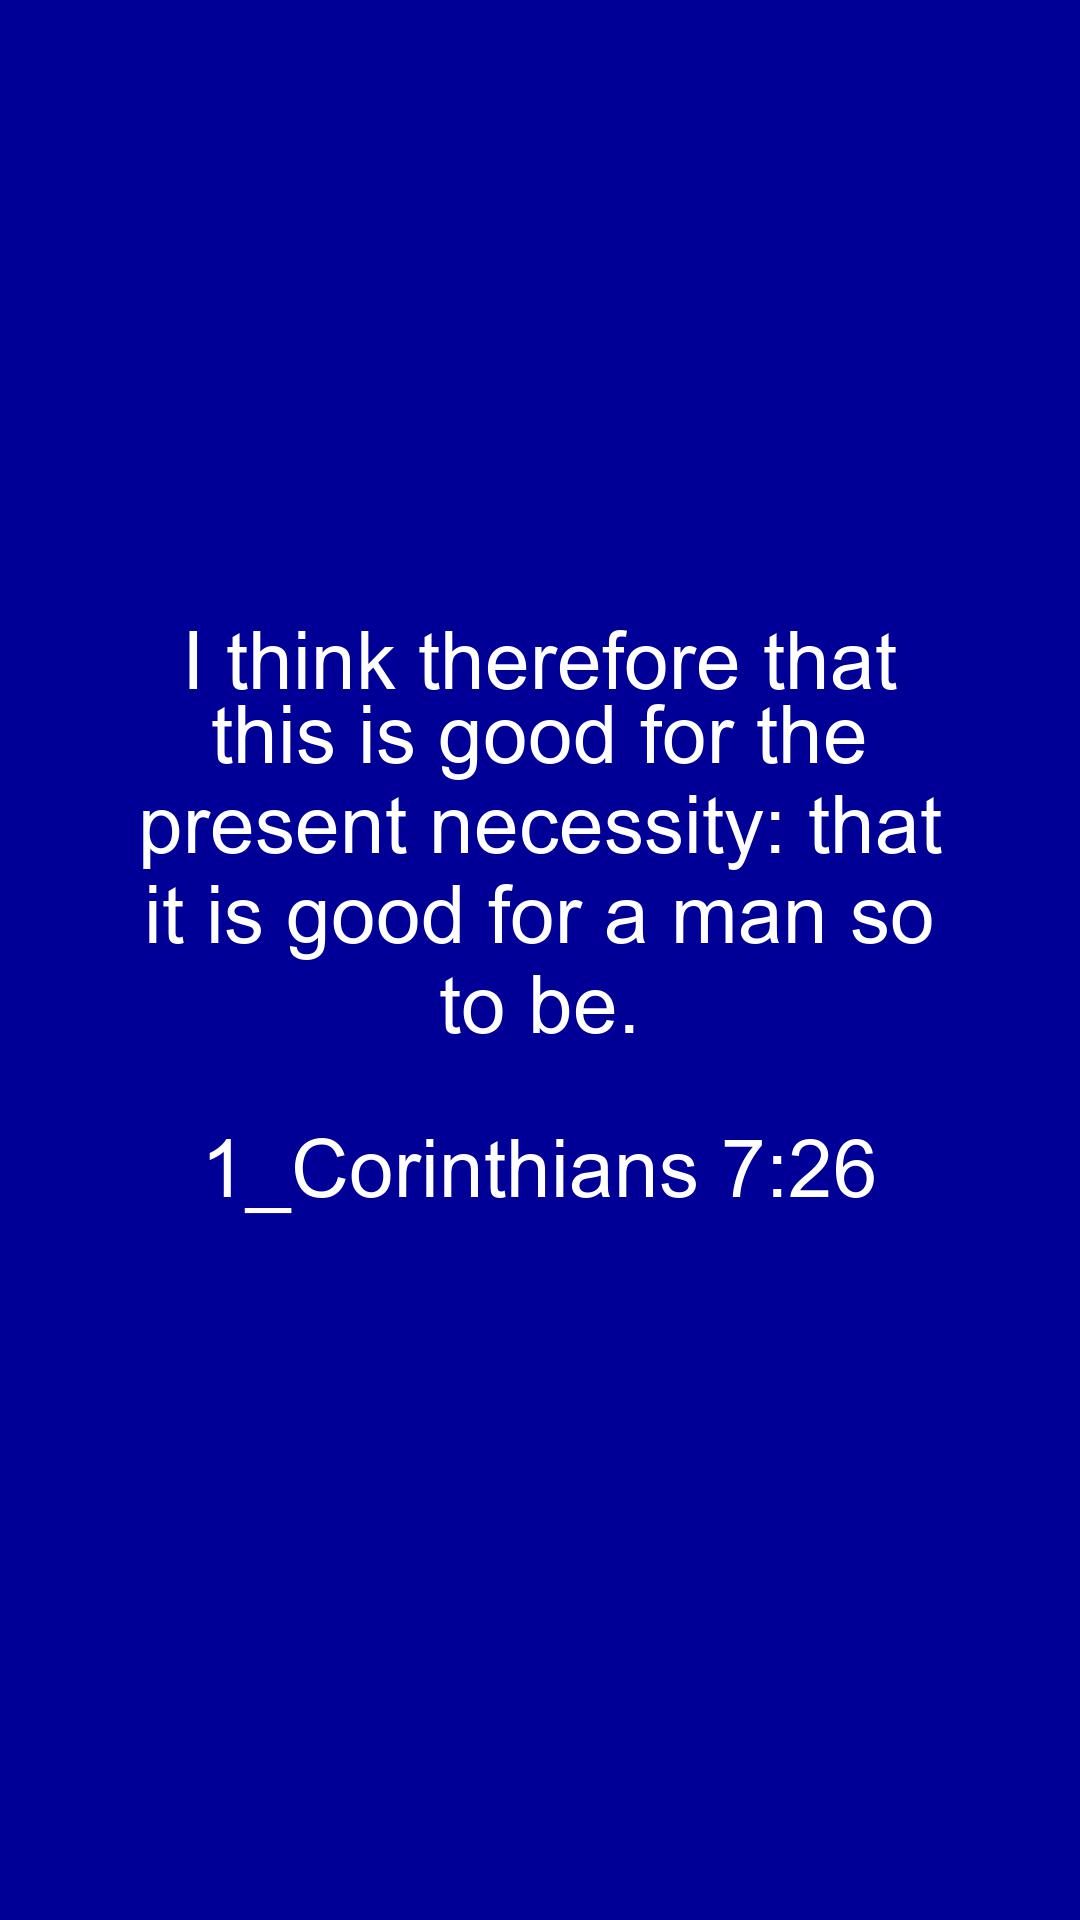 I think therefore that
this is good for the
present necessity: that
it is good for a man so
to be.
1_Corinthians 7:26